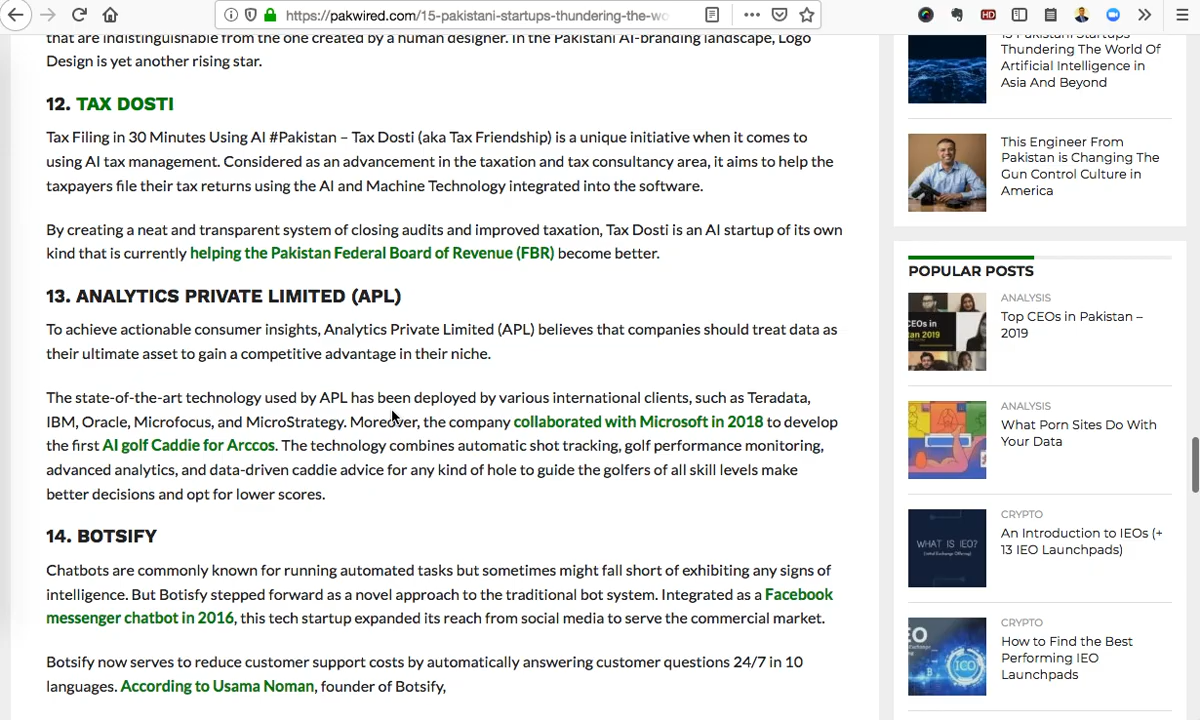 https://pakwired.com/15-pakistani-startups-thundering-the-wo
HD
that are indistinguishable from the one created by a human designer. In the Pakistani AI-branding landscape, Logo
Design is yet another rising star.
12. TAX DOSTI
Tax Filing in 30 Minutes Using AI #Pakistan – Tax Dosti (aka Tax Friendship) is a unique initiative when it comes to
using AI tax management. Considered as an advancement in the taxation and tax consultancy area, it aims to help the
taxpayers file their tax returns using the AI and Machine Technology integrated into the software.
By creating a neat and transparent system of closing audits and improved taxation, Tax Dosti is an AI startup of its own
kind that is currently helping the Pakistan Federal Board of Revenue (FBR) become better.
13. ANALYTICS PRIVATE LIMITED (APL)
To achieve actionable consumer insights, Analytics Private Limited (APL) believes that companies should treat data as
their ultimate asset to gain a competitive advantage in their niche.
The state-of-the-art technology used by APL has been deployed by various international clients, such as Teradata,
IBM, Oracle, Microfocus, and MicroStrategy. Moreover, the company collaborated with Microsoft in 2018 to develop
the first AI golf Caddie for Arccos. The technology combines automatic shot tracking, golf performance monitoring,
advanced analytics, and data-driven caddie advice for any kind of hole to guide the golfers of all skill levels make
better decisions and opt for lower scores.
14. BOTSIFY
Chatbots are commonly known for running automated tasks but sometimes might fall short of exhibiting any signs of
intelligence. But Botisfy stepped forward as a novel approach to the traditional bot system. Integrated as a Facebook
messenger chatbot in 2016, this tech startup expanded its reach from social media to serve the commercial market.
Botsify now serves to reduce customer support costs by automatically answering customer questions 24/7 in 10
languages. According to Usama Noman, founder of Botsify,
15 Pakistani Startups
Thundering The World Of
Artificial Intelligence in
Asia And Beyond
This Engineer From
Pakistan is Changing The
Gun Control Culture in
America
POPULAR POSTS
CEOs in
tan 2019
ANALYSIS
Top CEOs in Pakistan –
2019
ANALYSIS
What Porn Sites Do With
Your Data
WHAT IS IEO?
CRYPTO
An Introduction to IEOs (+
13 IEO Launchpads)
EO
ICO
CRYPTO
How to Find the Best
Performing IEO
Launchpads